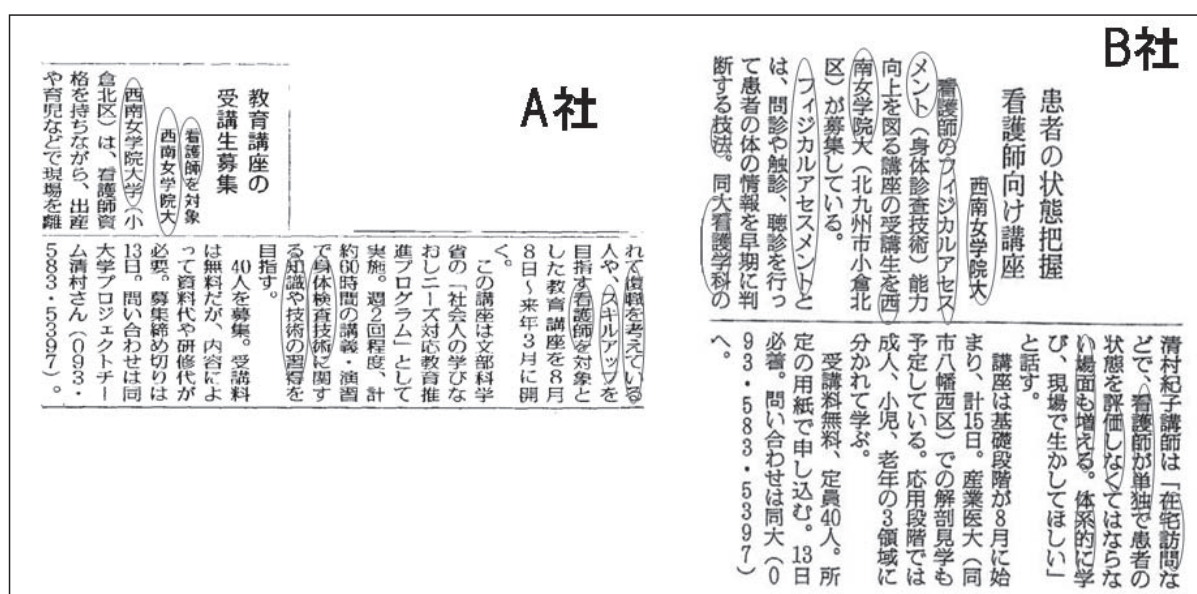 A社
教育講座の
受講生募集
看護師を対象
西南女学院大
西南女学院大学(小
倉北区)は、看護師資
格を持ちながら、出産
や育児などで現場を離
れて復職を考えている
人や、スキルアップを
目指す看護師を対象と
した教育講座を8月
8日〜来年3月に開
く。
この講座は文部科学
省の「社会人の学びな
おしニーズ対応教育推
進プログラム」として
実施。週2回程度、計
約60時間の講義・演習
で身体検査技術に関す
る知識や技術の習得を
目指す。
40人を募集。受講料
は無料だが、内容によ
って資料代や研修代が
必要。募集締め切りは
13日。問い合わせは同
大学プロジェクトチー
ム清村さん(093・
583・5397)。
B社
患者の状態把握
看護師向け講座
西南女学院大
看護師のフィジカルアセス
メント(身体診査技術)能力
向上を図る講座の受講生を西
南女学院大(北九州市小倉北
区)が募集している。
フィジカルアセスメントと
は、問診や触診、聴診を行っ
て患者の体の情報を早期に判
断する技法。同大看護学科の
清村紀子講師は「在宅訪問な
どで、看護師が単独で患者の
状態を評価しなくてはならな
い場面も増える。体系的に学
び、現場で生かしてほしい」
と話す。
講座は基礎段階が8月に始
まり、計15日。産業医大(同
市八幡西区)での解剖見学も
予定している。応用段階では
成人、小児、老年の3領域に
分かれて学ぶ。
受講料無料、定員40人。所
定の用紙で申し込む。13日
必着。問い合わせは同大(0
93・583・5397)
へ。